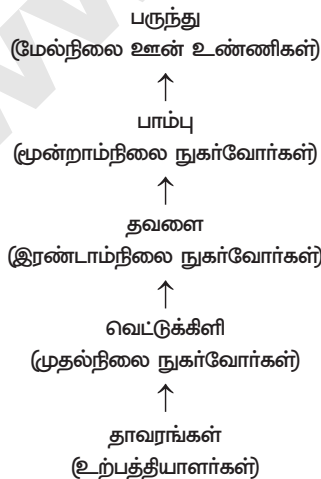 பருந்து
(மேல்நிலை ஊன் உண்ணிகள்)
↑
பாம்பு
(மூன்றாம்நிலை நுகர்வோர்கள்)
↑
தவளை
(இரண்டாம்நிலை நுகர்வோர்கள்)
↑
வெட்டுக்கிளி
(முதல்நிலை நுகர்வோர்கள்)
↑
தாவரங்கள்
(உற்பத்தியாளர்கள்)